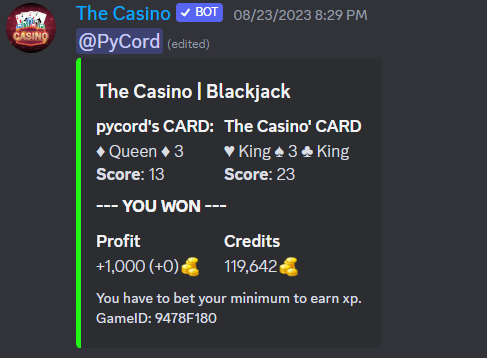 The Casino ✓ BOT 08/23/2023 8:29 PM
@PyCord (edited)
The Casino | Blackjack
pycord's CARD: The Casino' CARD
♦ Queen ♦ 3 ♥ King ♠ 3 ♣ King
Score: 13 Score: 23
--- YOU WON ---
Profit Credits
+1,000 (+0) 119,642
You have to bet your minimum to earn xp.
GameID: 9478F180
CASINO